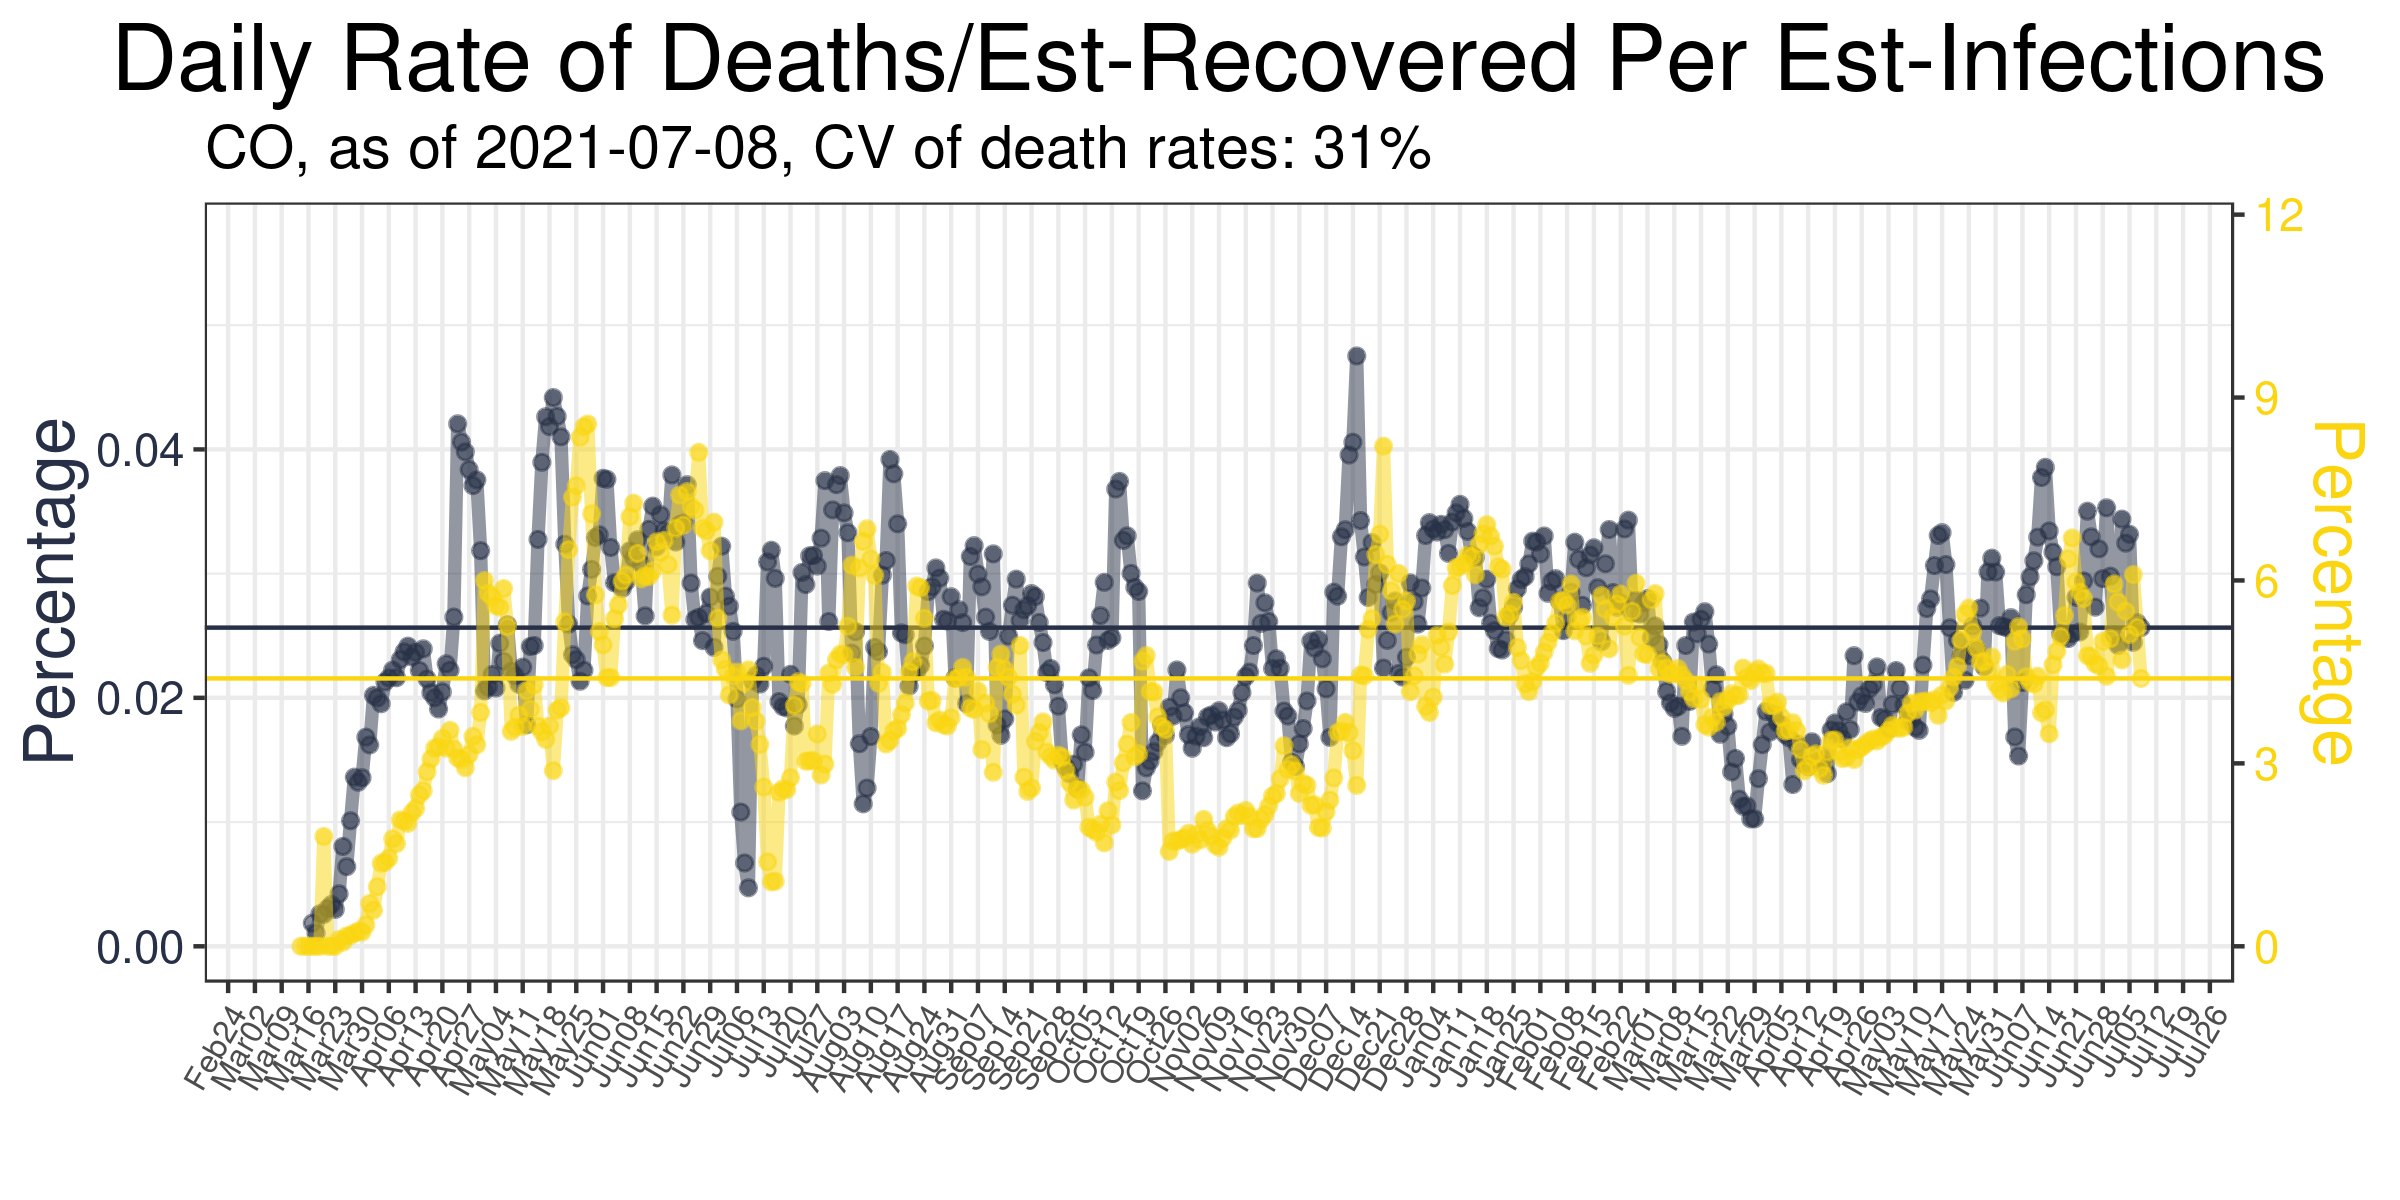 Daily Rate of Deaths/Est-Recovered Per Est-Infections
CO, as of 2021-07-08, CV of death rates: 31%
Percentage
0.04
0.02
0.00
12
9
6
3
0
Percentage
Feb24
Mar02
Mar09
Mar16
Mar23
Mar30
Apr06
Apr13
Apr20
Apr27
May04
May11
May18
May25
Jun01
Jun08
Jun15
Jun22
Jun29
Jul06
Jul13
Jul20
Jul27
Aug03
Aug10
Aug17
Aug24
Aug31
Sep07
Sep14
Sep21
Sep28
Oct05
Oct12
Oct19
Oct26
Nov02
Nov09
Nov16
Nov23
Nov30
Dec07
Dec14
Dec21
Dec28
Jan04
Jan11
Jan18
Jan25
Feb01
Feb08
Feb15
Feb22
Mar01
Mar08
Mar15
Mar22
Mar29
Apr05
Apr12
Apr19
Apr26
May03
May10
May17
May24
May31
Jun07
Jun14
Jun21
Jun28
Jul05
Jul12
Jul19
Jul26